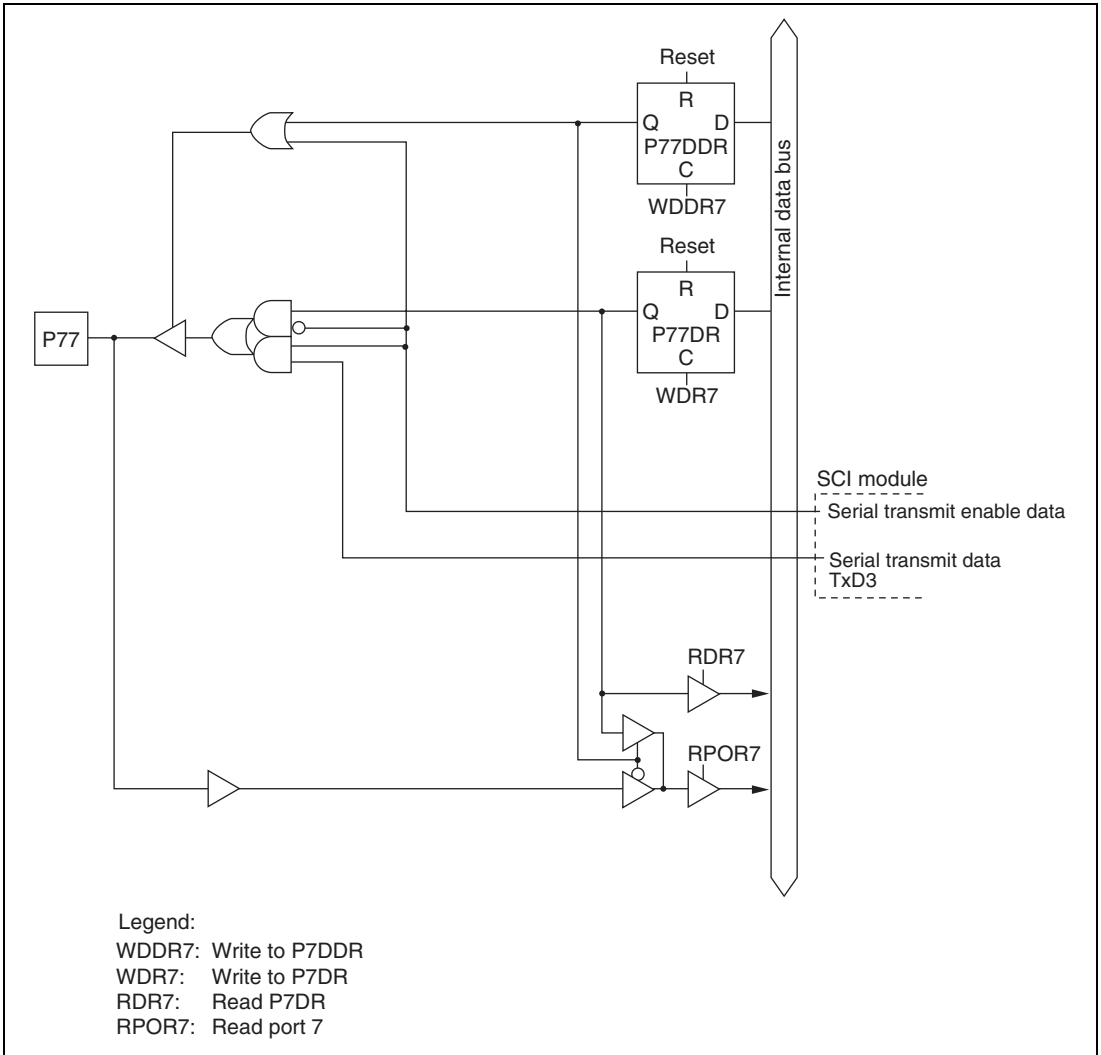 Reset
R
Q D
P77DDR
C
WDDR7
Internal data bus
Reset
R
Q D
P77DR
C
WDR7
P77
SCI module
Serial transmit enable data
Serial transmit data
TxD3
RDR7
RPOR7
Legend:
WDDR7: Write to P7DDR
WDR7: Write to P7DR
RDR7: Read P7DR
RPOR7: Read port 7